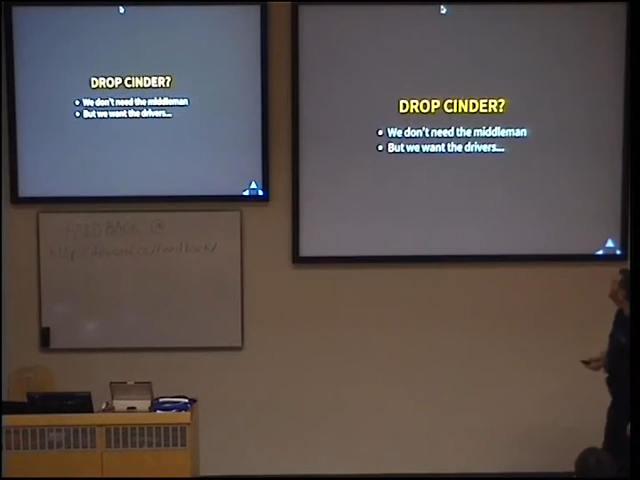 DROP CINDER?
• We don't need the middleman
• But we want the drivers...
DROP CINDER?
• We don't need the middleman
• But we want the drivers...
FEEDBACK @